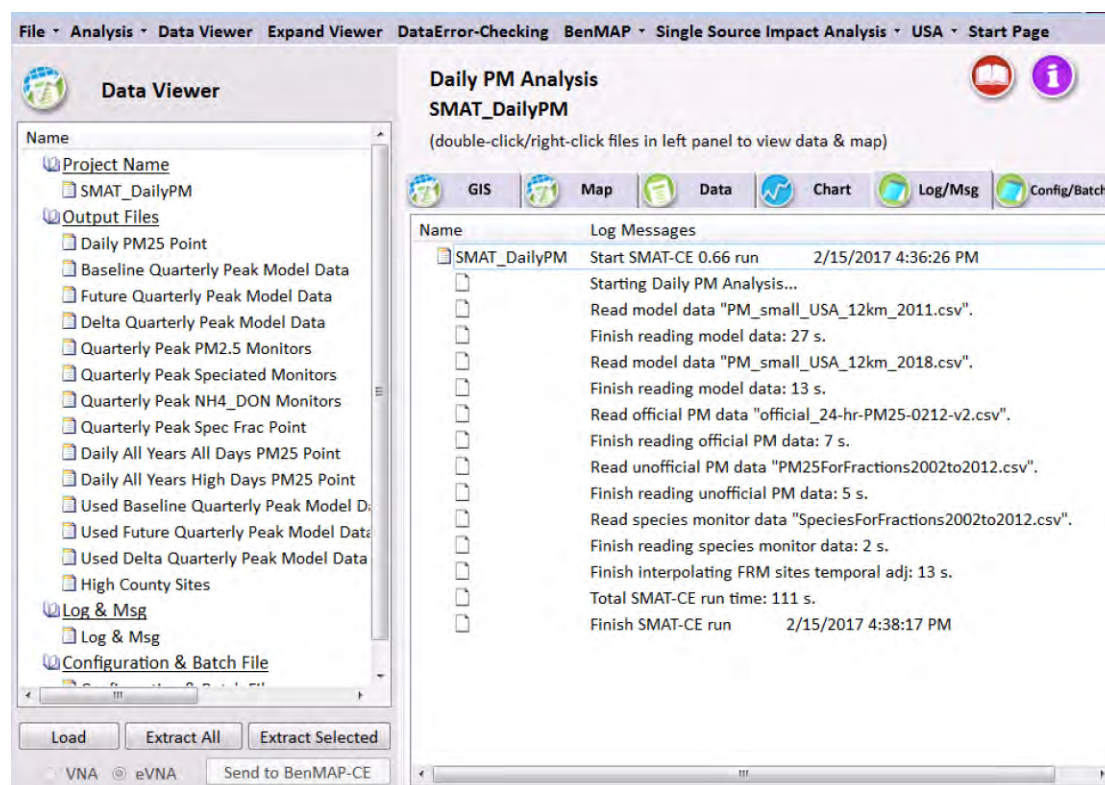 File Analysis Data Viewer Expand Viewer DataError-Checking BenMAP Single Source Impact Analysis USA Start Page
Data Viewer
Name
Project Name
SMAT_DailyPM
Output Files
Daily PM25 Point
Baseline Quarterly Peak Model Data
Future Quarterly Peak Model Data
Delta Quarterly Peak Model Data
Quarterly Peak PM2.5 Monitors
Quarterly Peak Speciated Monitors
Quarterly Peak NH4_DON Monitors
Quarterly Peak Spec Frac Point
Daily All Years All Days PM25 Point
Daily All Years High Days PM25 Point
Used Baseline Quarterly Peak Model
Used Future Quarterly Peak Model Data
Used Delta Quarterly Peak Model Data
High County Sites
Log & Msg
Log & Msg
Configuration & Batch File
Load Extract All Extract Selected
VNA eVNA Send to BenMAP-CE
Daily PM Analysis
SMAT_DailyPM
(double-click/right-click files in left panel to view data & map)
GIS Map Data Chart Log/Msg Config/Batch
Name Log Messages
SMAT_DailyPM Start SMAT-CE 0.66 run 2/15/2017 4:36:26 PM
Starting Daily PM Analysis...
Read model data "PM_small_USA_12km_2011.csv".
Finish reading model data: 27 s.
Read model data "PM_small_USA_12km_2018.csv".
Finish reading model data: 13 s.
Read official PM data "official_24-hr-PM25-0212-v2.csv".
Finish reading official PM data: 7 s.
Read unofficial PM data "PM25ForFractions2002to2012.csv".
Finish reading unofficial PM data: 5 s.
Read species monitor data "SpeciesForFractions2002to2012.csv".
Finish reading species monitor data: 2 s.
Finish interpolating FRM sites temporal adj: 13 s.
Total SMAT-CE run time: 111 s.
Finish SMAT-CE run 2/15/2017 4:38:17 PM